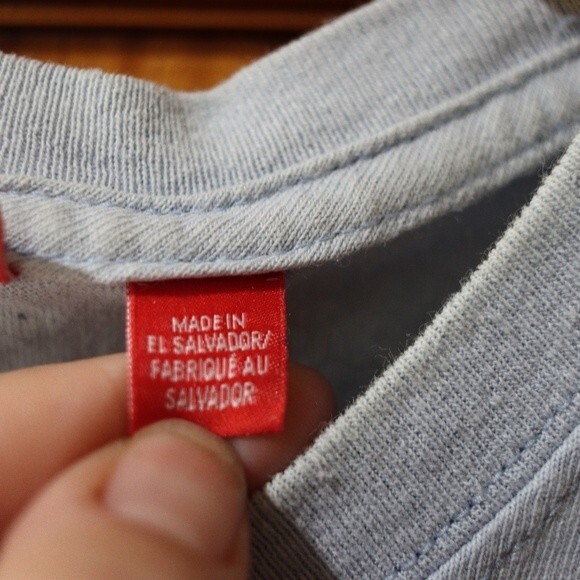 MADE IN
EL SALVADOR/
FABRIQUÉ AU
SALVADOR